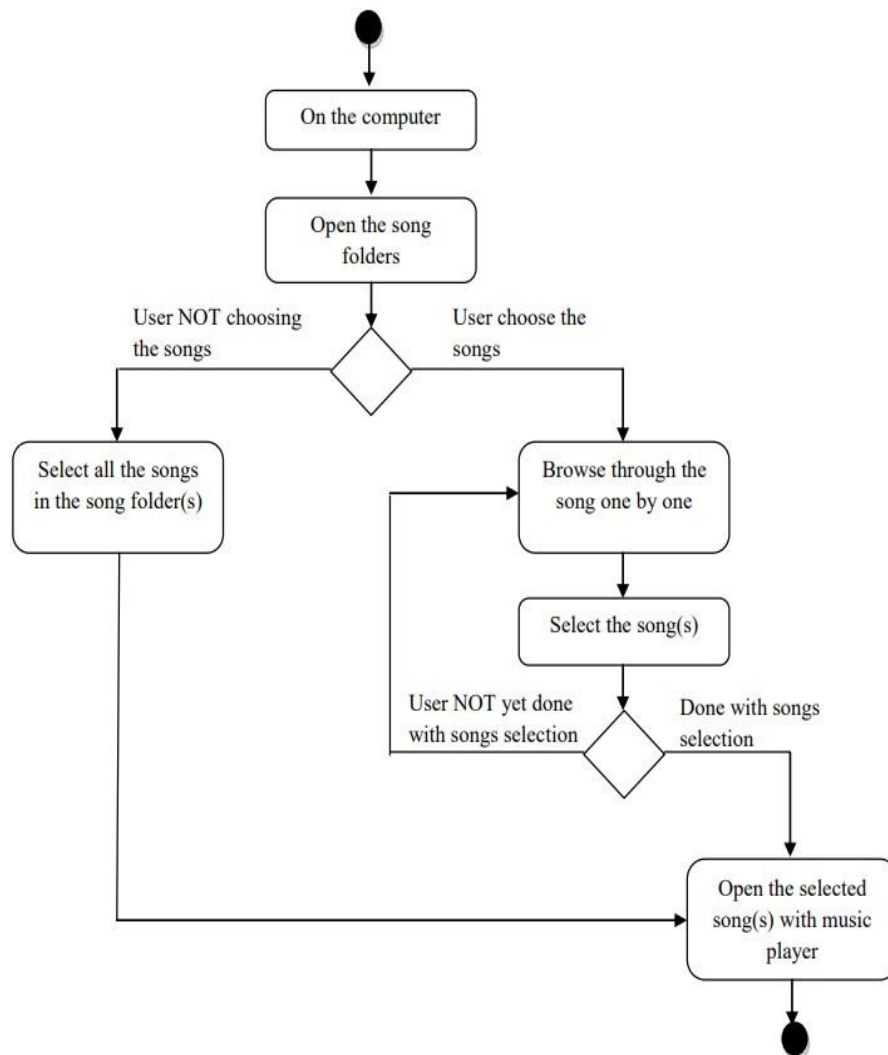 On the computer
Open the song
folders
User NOT choosing
the songs
User choose the
songs
Select all the songs
in the song folder(s)
Browse through the
song one by one
Select the song(s)
User NOT yet done
with songs selection
Done with songs
selection
Open the selected
song(s) with music
player